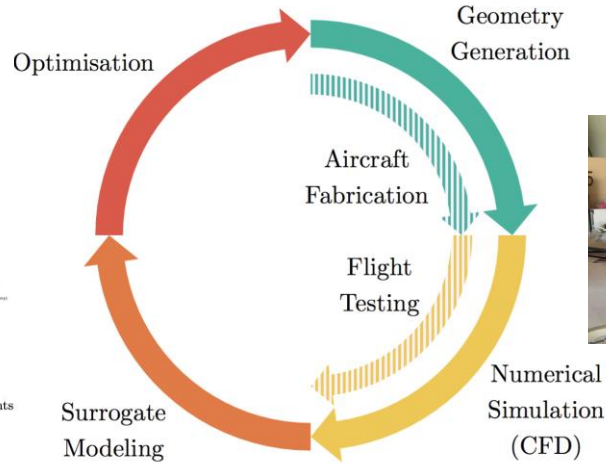 Geometry
Generation
Optimisation
Aircraft
Fabrication
Flight
Testing
Numerical
Simulation
(CFD)
Surrogate
Modeling